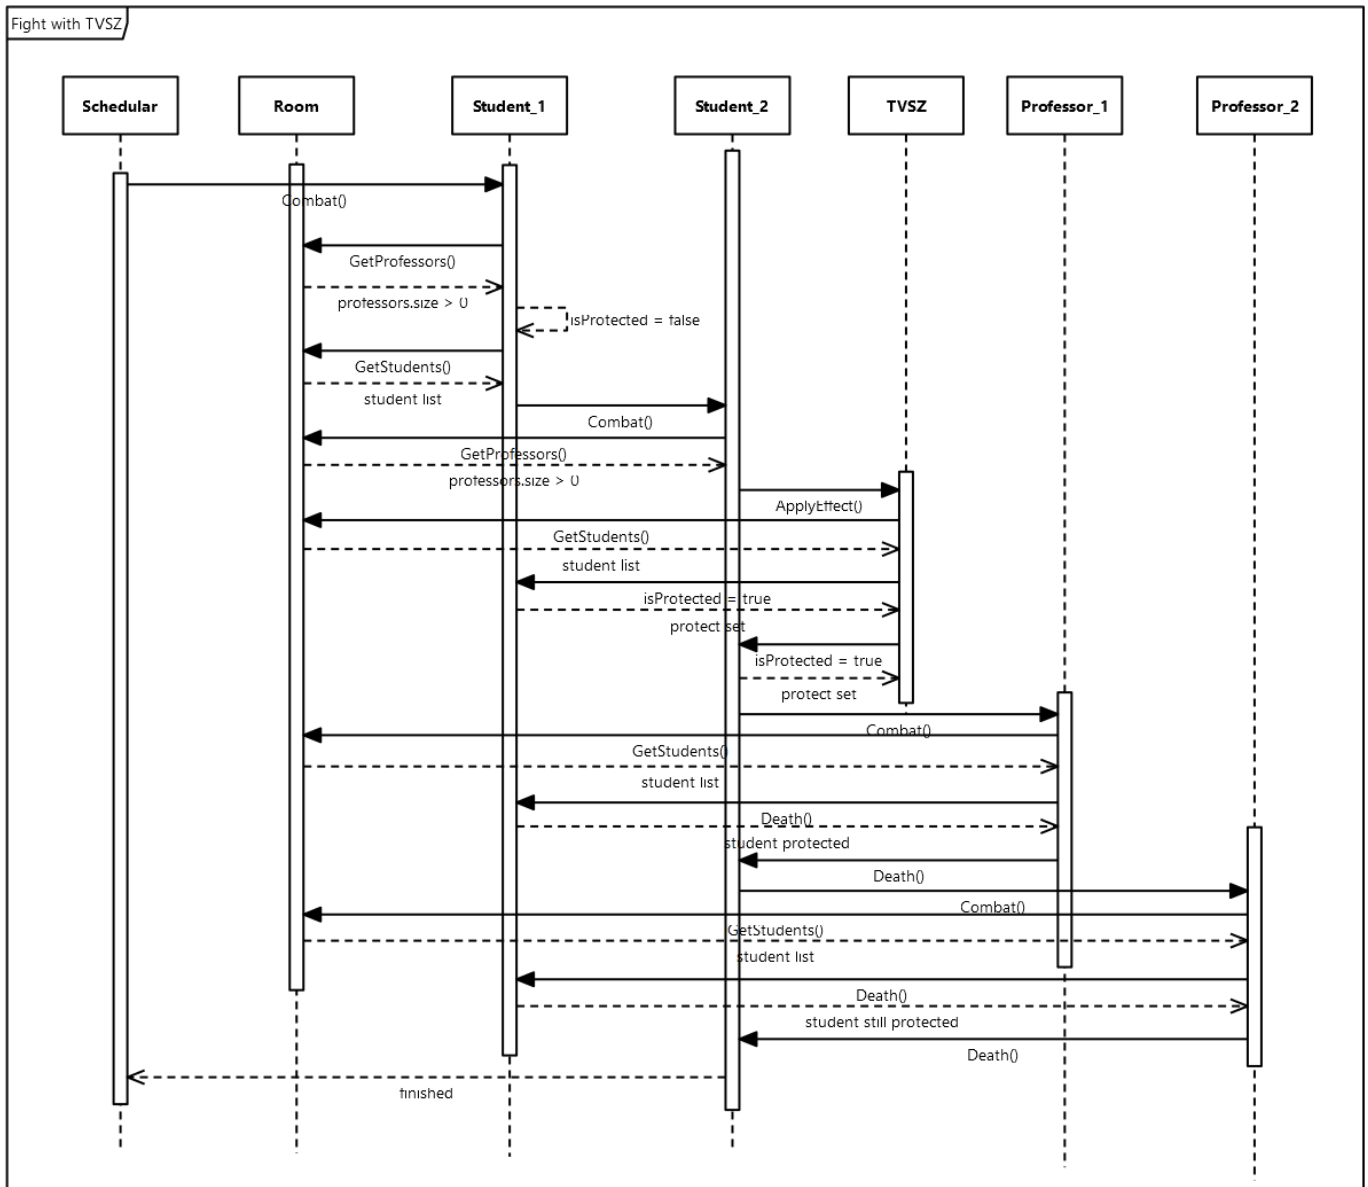 Fight with TVSZ
Schedular
Room
Student_1
Student_2
TVSZ
Professor_1
Professor_2
Combat()
GetProfessors()
professors.size > 0
isProtected = false
GetStudents()
student list
Combat()
GetProfessors()
professors.size > 0
ApplyEffect()
GetStudents()
student list
isProtected = true
protect set
isProtected = true
protect set
Combat()
GetStudents()
student list
Death()
student protected
Death()
Combat()
GetStudents()
student list
Death()
student still protected
Death()
finished